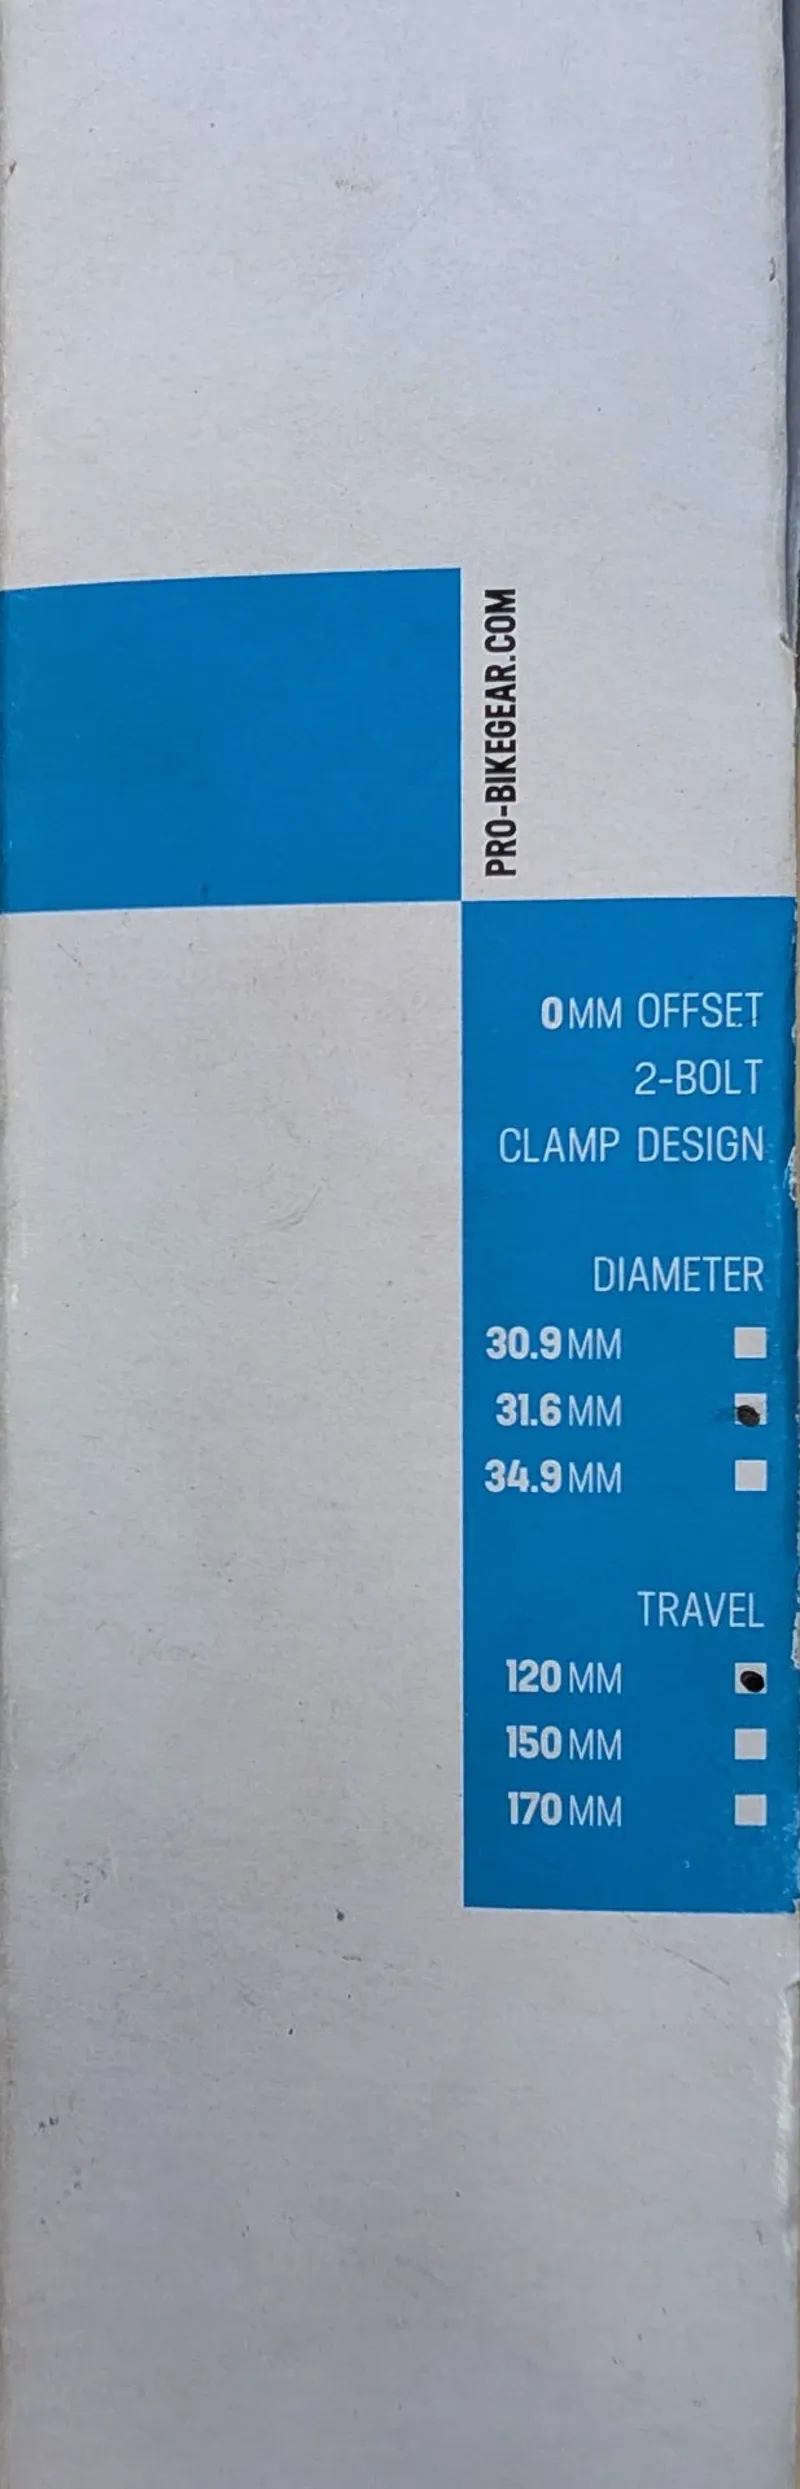 PRO-BIKEGEAR.COM
0MM OFFSET
2-BOLT
CLAMP DESIGN
DIAMETER
30.9MM
31.6MM
34.9MM
TRAVEL
120MM
150MM
170MM